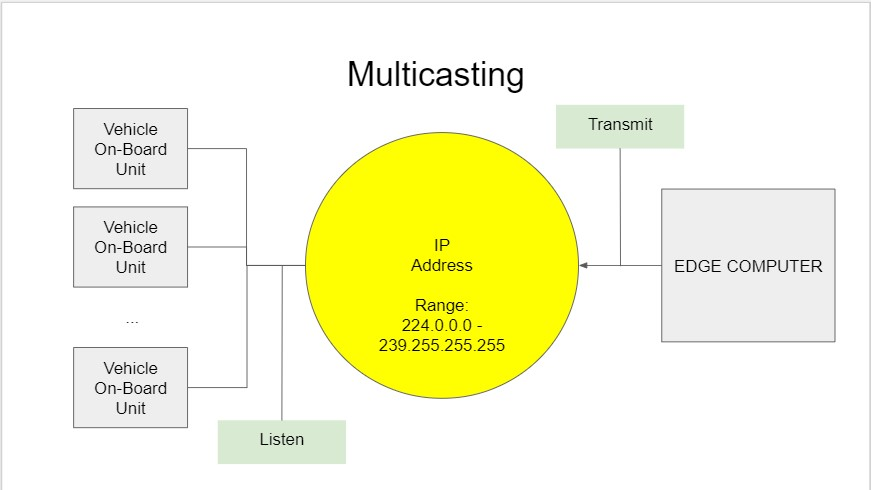 Multicasting
Vehicle
On-Board
Unit
Vehicle
On-Board
Unit
...
Vehicle
On-Board
Unit
Listen
IP
Address
Range:
224.0.0.0 -
239.255.255.255
Transmit
EDGE COMPUTER